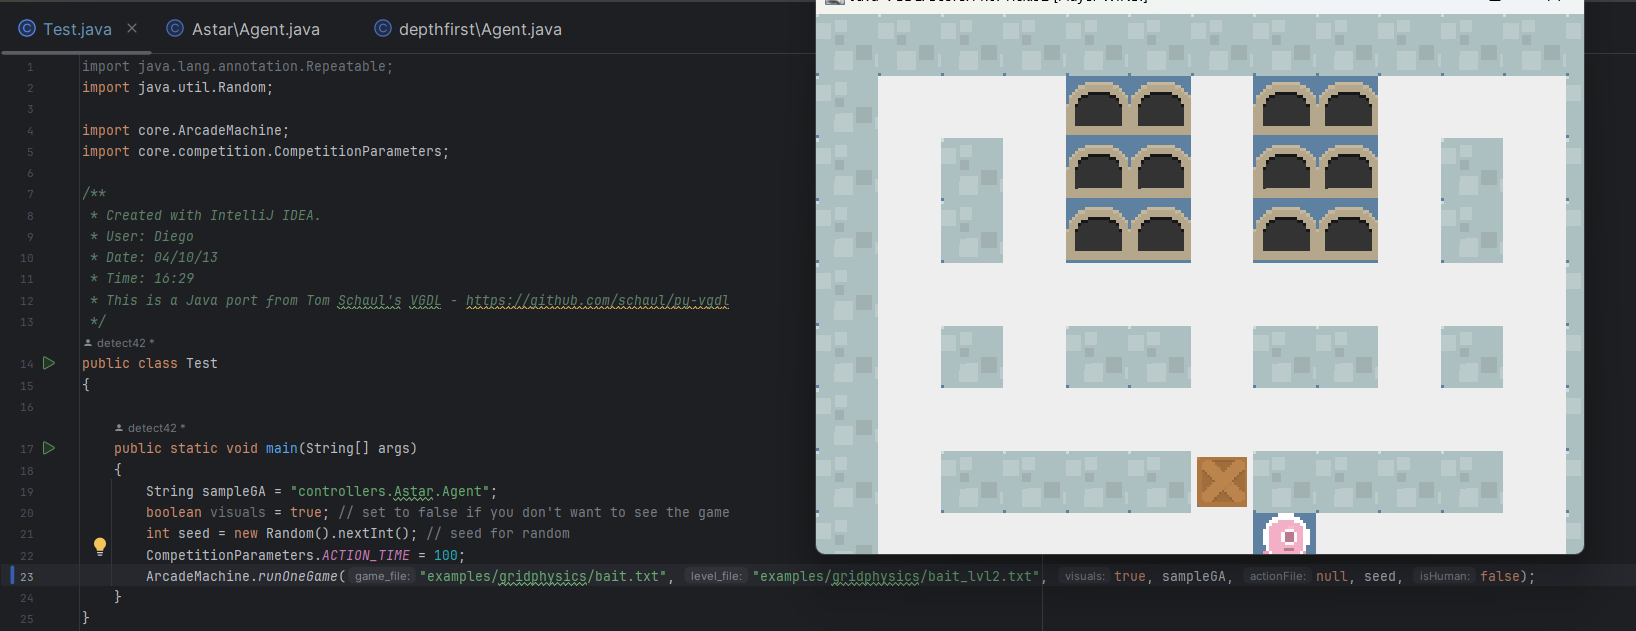 Test.java
Astar\Agent.java
depthfirst\Agent.java
1 import java.lang.annotation.Repeatable;
2 import java.util.Random;
3
4 import core.ArcadeMachine;
5 import core.competition.CompetitionParameters;
6
7 /**
8 * Created with IntelliJ IDEA.
9 * User: Diego
10 * Date: 04/10/13
11 * Time: 16:29
12 * This is a Java port from Tom Schaul's VGDL - https://github.com/schaul/py-vgdl
13 */
detect42 *
14 public class Test
15 {
16
detect42 *
17 public static void main(String[] args)
18 {
19 String sampleGA = "controllers.Astar.Agent";
20 boolean visuals = true; // set to false if you don't want to see the game
21 int seed = new Random().nextInt(); // seed for random
22 CompetitionParameters.ACTION_TIME = 100;
23 ArcadeMachine.runOneGame( game_file: "examples/gridphysics/bait.txt", level_file: "examples/gridphysics/bait_lvl2.txt", visuals: true, sampleGA, actionFile: null, seed, isHuman: false);
24 }
25 }